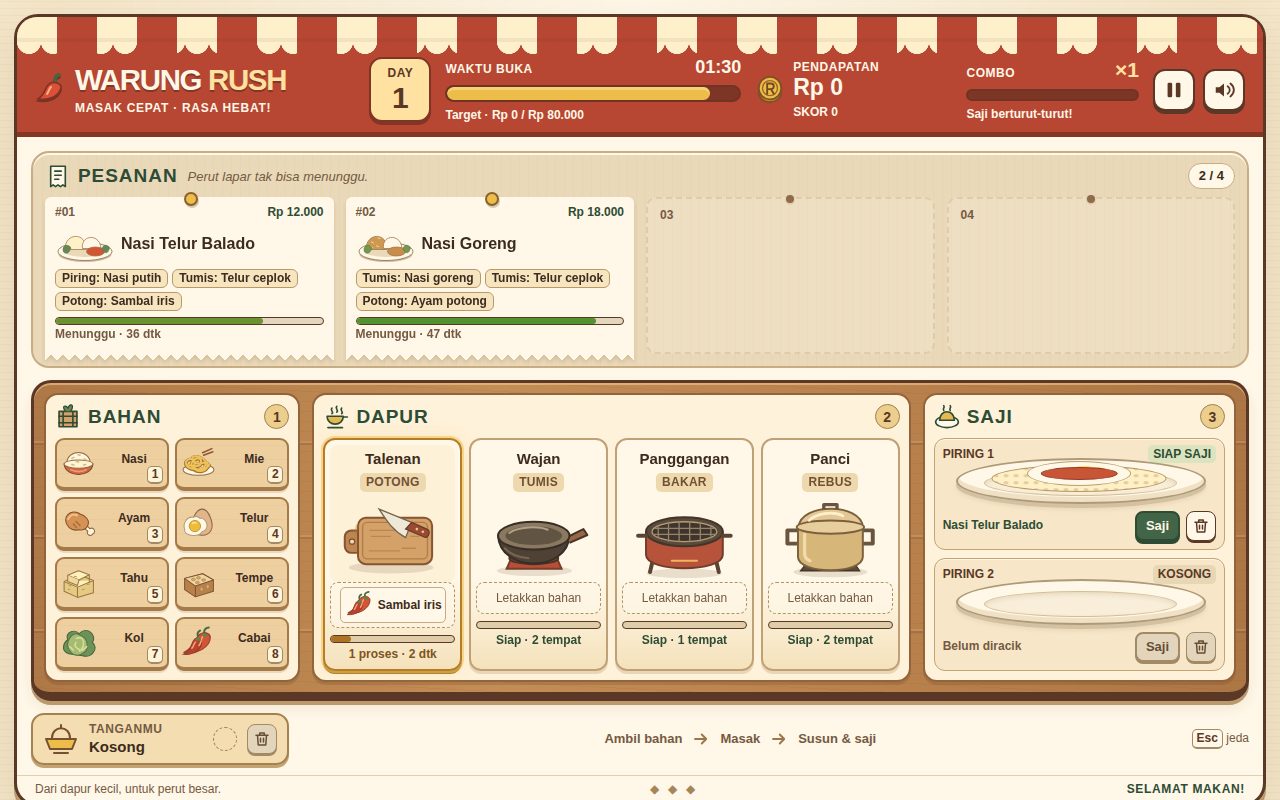 WARUNG RUSH
MASAK CEPAT · RASA HEBAT!
DAY
1
WAKTU BUKA 01:30
Target · Rp 0 / Rp 80.000
PENDAPATAN
Rp 0
SKOR 0
COMBO ×1
Saji berturut-turut!
PESANAN Perut lapar tak bisa menunggu. 2 / 4
#01 Rp 12.000
Nasi Telur Balado
Piring: Nasi putih Tumis: Telur ceplok
Potong: Sambal iris
Menunggu · 36 dtk
#02 Rp 18.000
Nasi Goreng
Tumis: Nasi goreng Tumis: Telur ceplok
Potong: Ayam potong
Menunggu · 47 dtk
03
04
BAHAN 1
Nasi 1
Mie 2
Ayam 3
Telur 4
Tahu 5
Tempe 6
Kol 7
Cabai 8
DAPUR 2
Talenan
POTONG
Sambal iris
1 proses · 2 dtk
Wajan
TUMIS
Letakkan bahan
Siap · 2 tempat
Panggangan
BAKAR
Letakkan bahan
Siap · 1 tempat
Panci
REBUS
Letakkan bahan
Siap · 2 tempat
SAJI 3
PIRING 1 SIAP SAJI
Nasi Telur Balado Saji
PIRING 2 KOSONG
Belum diracik Saji
TANGANMU
Kosong
Ambil bahan → Masak → Susun & saji
Esc jeda
Dari dapur kecil, untuk perut besar.
◆ ◆ ◆
SELAMAT MAKAN!